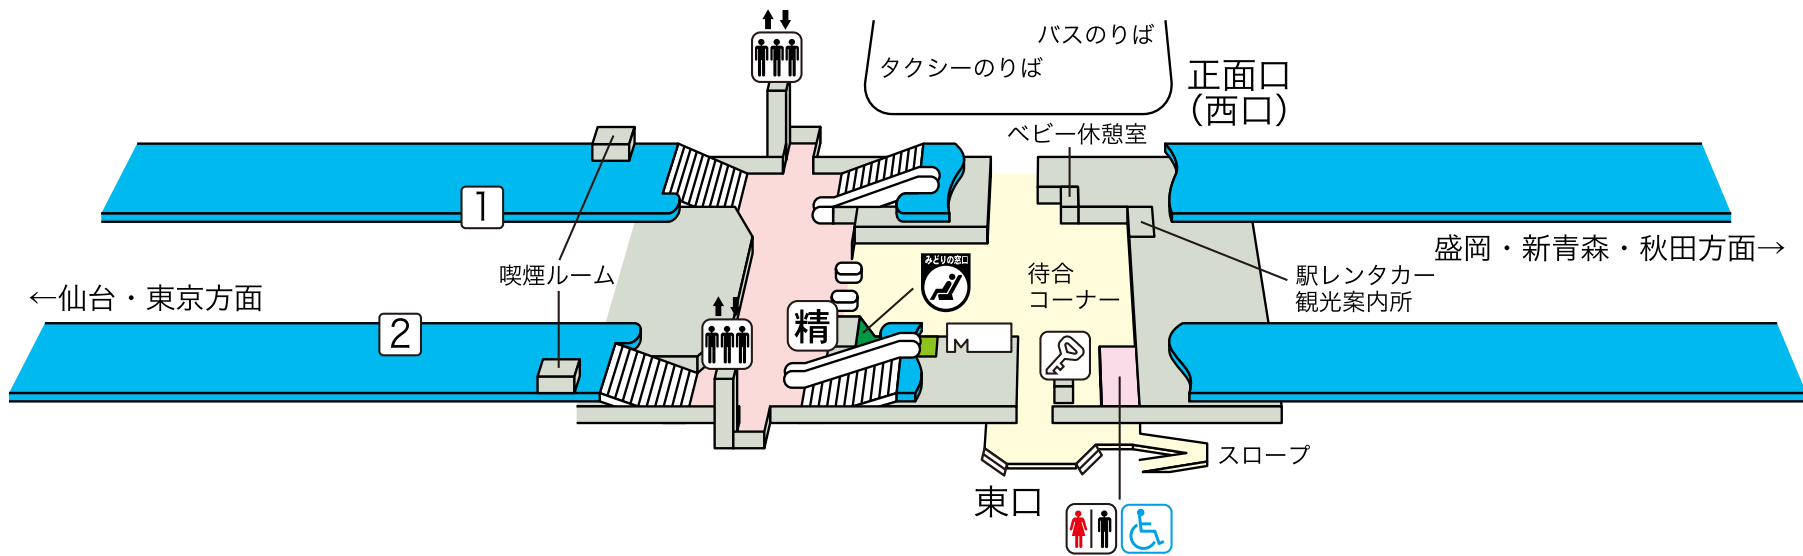 バスのりば
タクシーのりば
正面口
(西口)
ベビー休憩室
1
盛岡・新青森・秋田方面→
みどりの窓口
待合
コーナー
駅レンタカー
観光案内所
喫煙ルーム
←仙台・東京方面
2
精
M
スロープ
東口